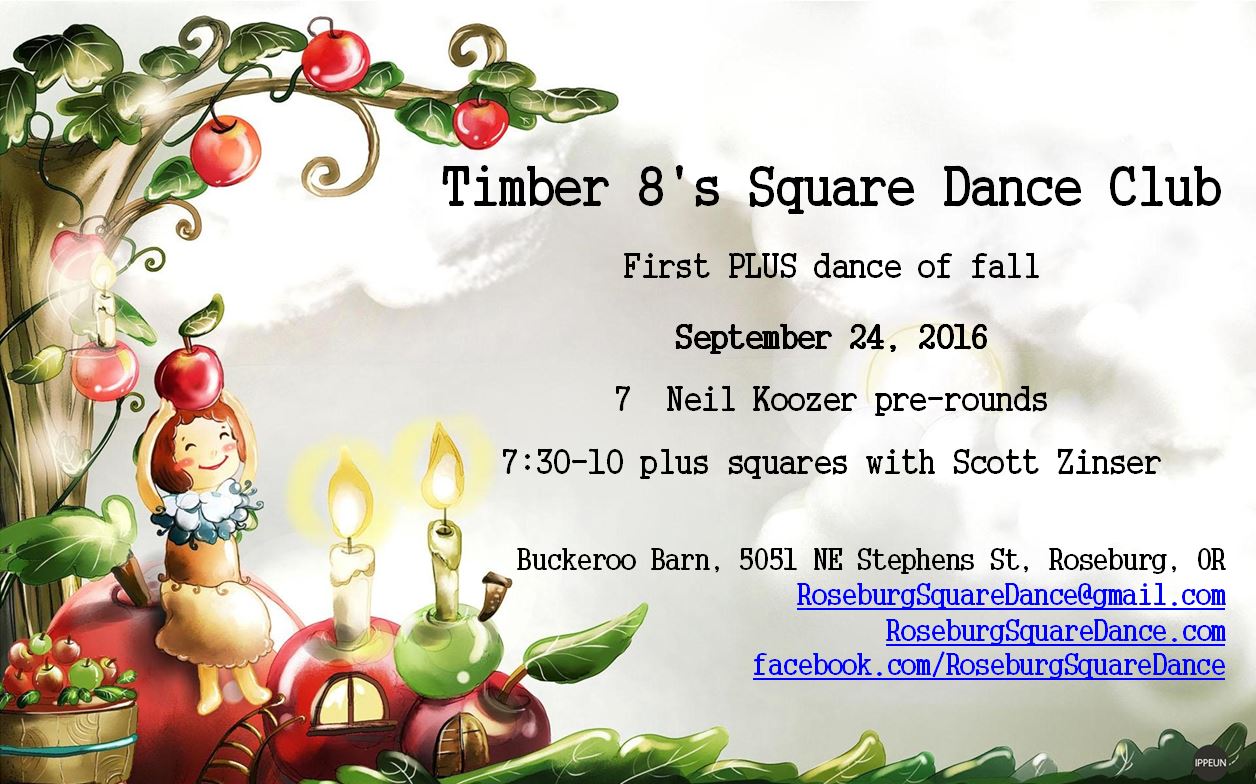 Timber 8's Square Dance Club
First PLUS dance of fall
September 24, 2016
7  Neil Koozer pre-rounds
7:30-10 plus squares with Scott Zinser
Buckeroo Barn, 5051 NE Stephens St, Roseburg, OR
RoseburgSquareDance@gmail.com
RoseburgSquareDance.com
facebook.com/RoseburgSquareDance
IPPEUN